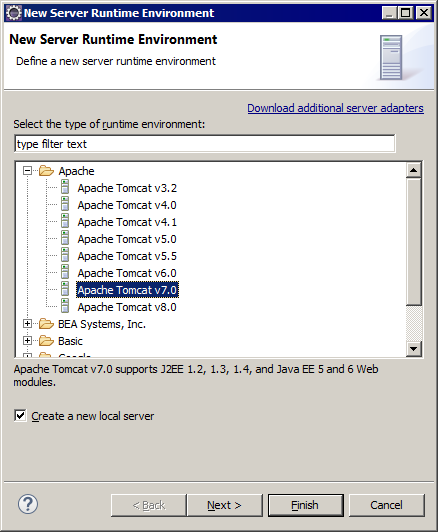 New Server Runtime Environment
New Server Runtime Environment
Define a new server runtime environment
Download additional server adapters
Select the type of runtime environment:
type filter text
Apache
Apache Tomcat v3.2
Apache Tomcat v4.0
Apache Tomcat v4.1
Apache Tomcat v5.0
Apache Tomcat v5.5
Apache Tomcat v6.0
Apache Tomcat v7.0
Apache Tomcat v8.0
BEA Systems, Inc.
Basic
Apache Tomcat v7.0 supports J2EE 1.2, 1.3, 1.4, and Java EE 5 and 6 Web
modules.
Create a new local server
? < Back Next > Finish Cancel